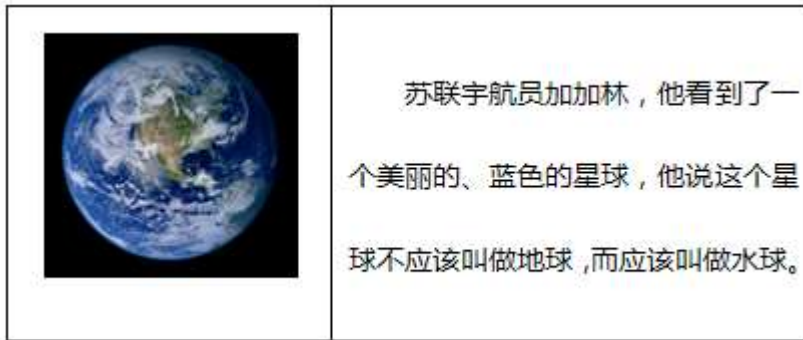 苏联宇航员加加林，他看到了一
个美丽的、蓝色的星球，他说这个星
球不应该叫做地球，而应该叫做水球。